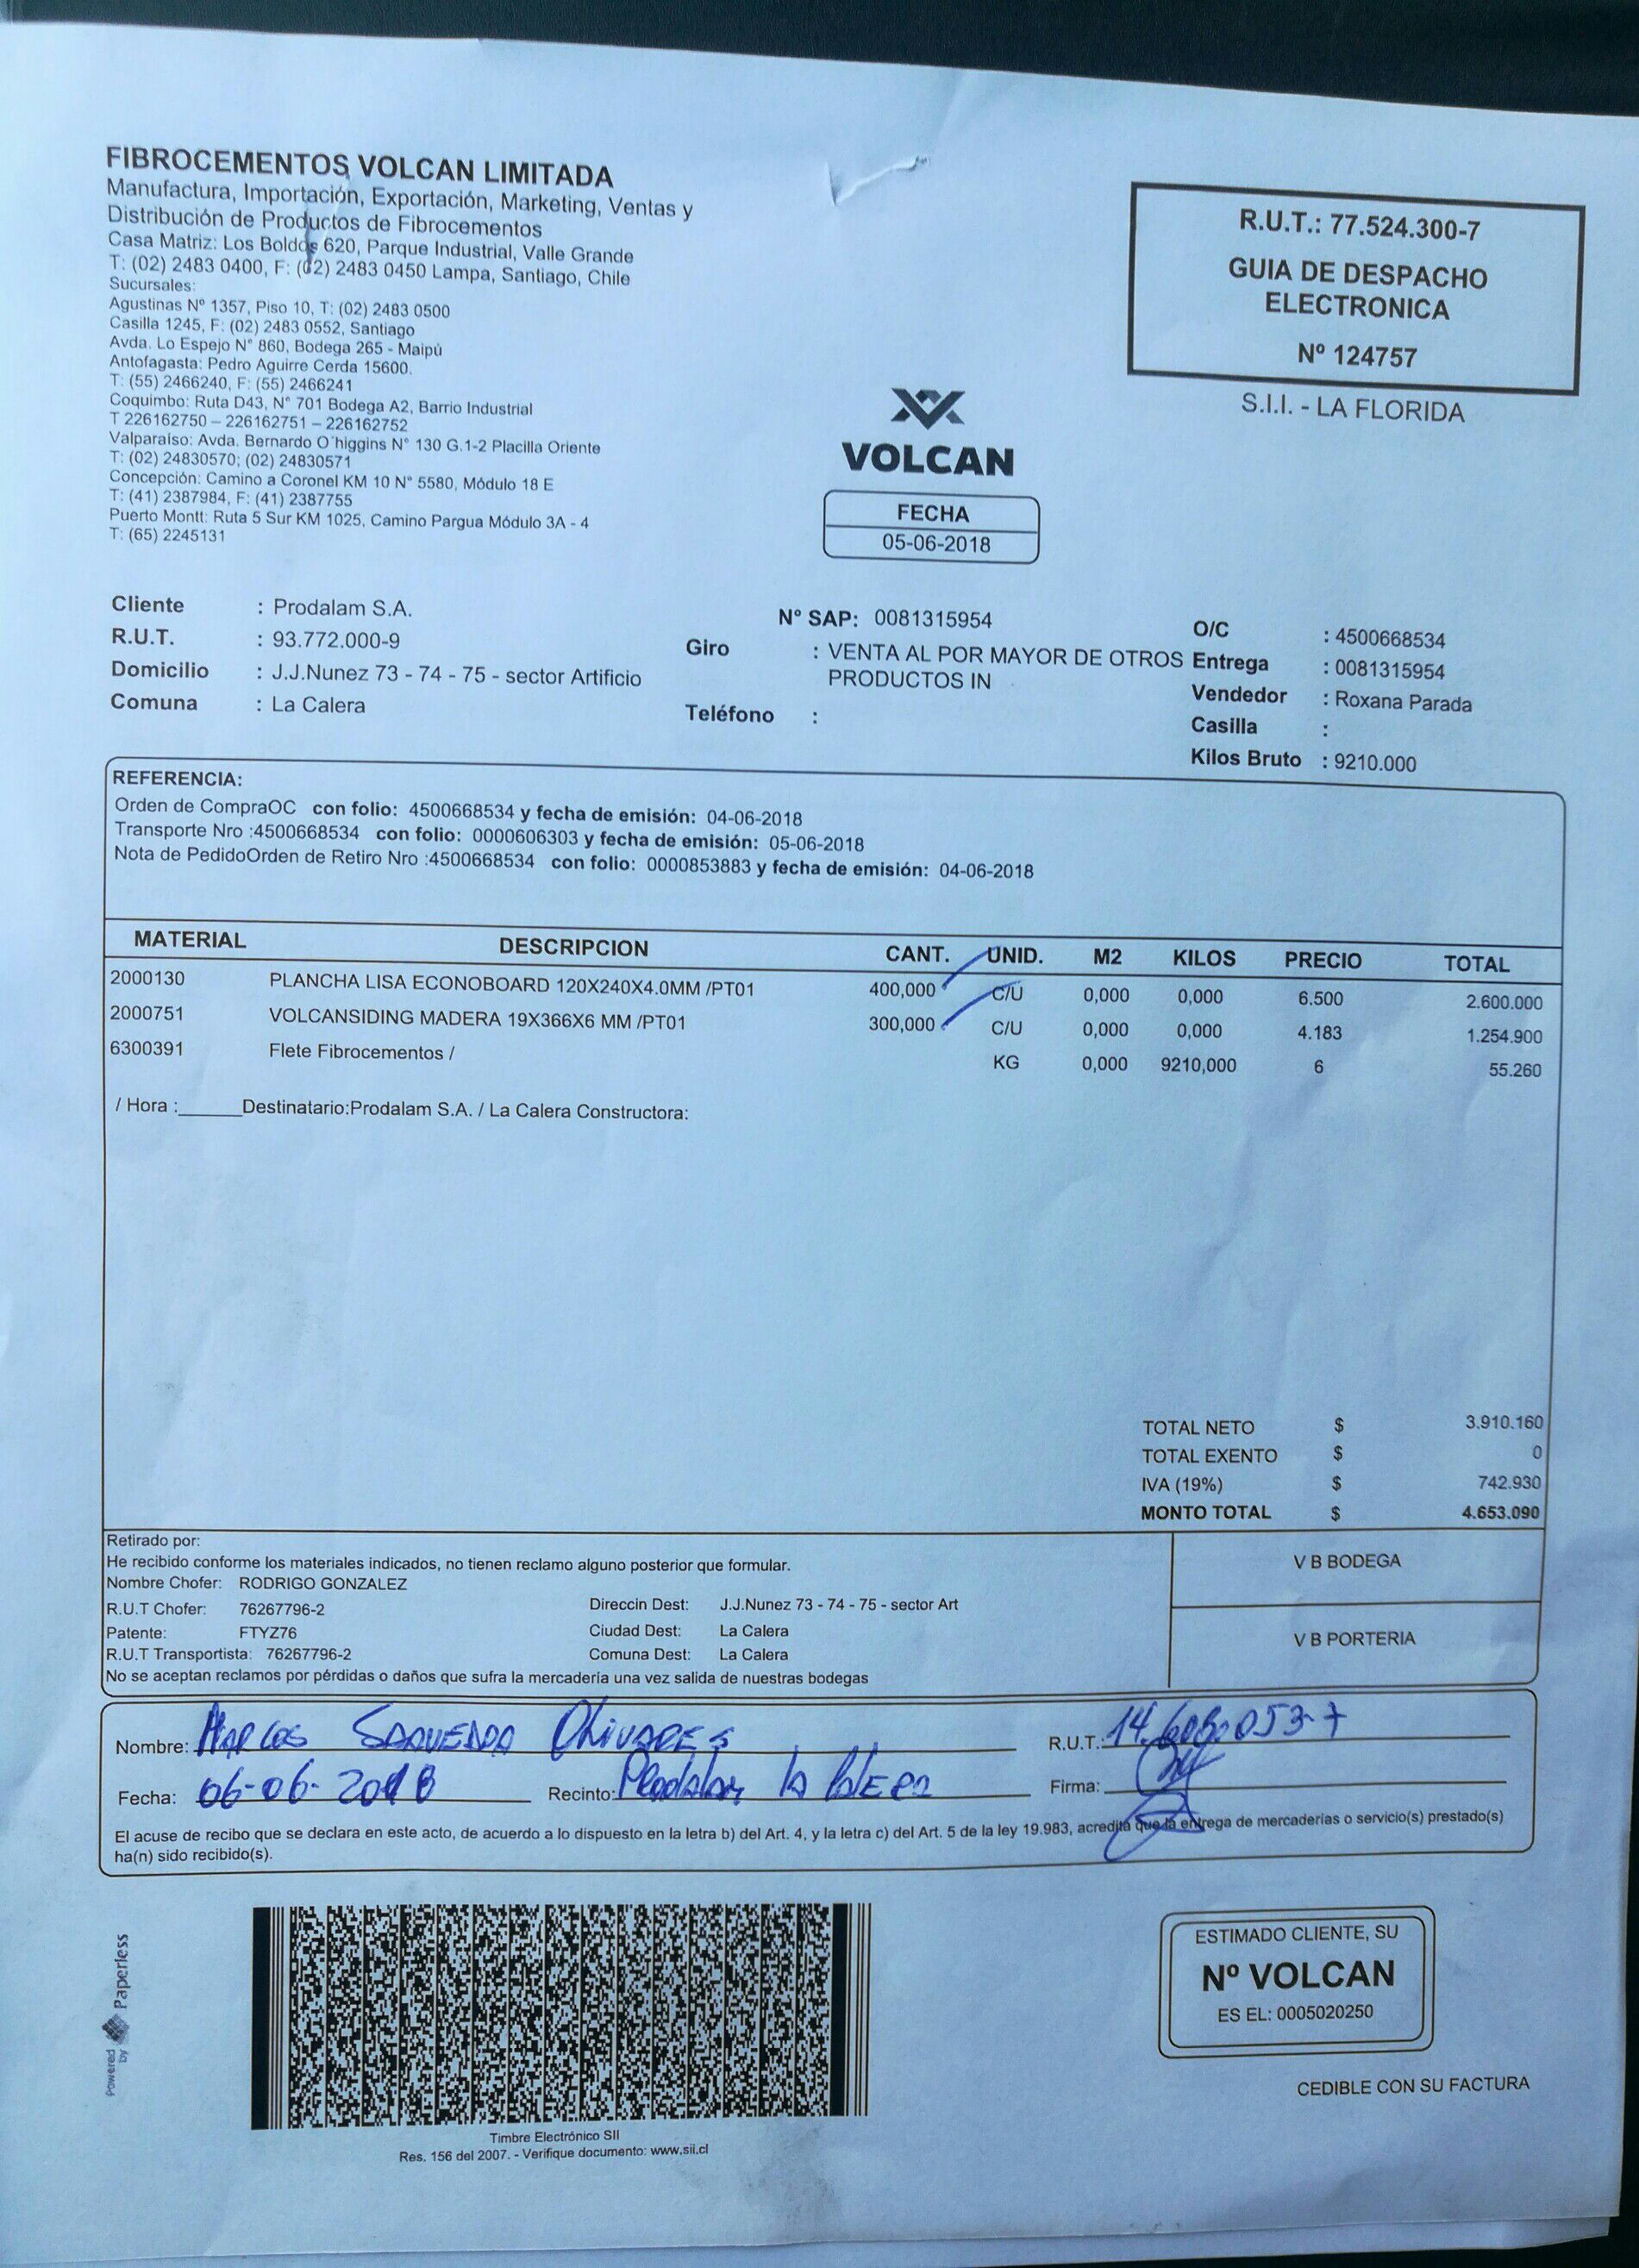 FIBROCEMENTOS VOLCAN LIMITADA
Manufactura, Importación, Exportación, Marketing, Ventas y
Distribución de Productos de Fibrocementos
Casa Matriz: Los Boldos 620, Parque Industrial, Valle Grande
T: (02) 2483 0400, F: (02) 2483 0450 Lampa, Santiago, Chile
Sucursales:
Agustinas Nº 1357, Piso 10, T: (02) 2483 0500
Casilla 1245, F: (02) 2483 0552, Santiago
Avda. Lo Espejo N° 860, Bodega 265 - Maipú
Antofagasta: Pedro Aguirre Cerda 15600.
T: (55) 2466240, F: (55) 2466241
Coquimbo: Ruta D43, N° 701 Bodega A2, Barrio Industrial
T 226162750 – 226162751 – 226162752
Valparaíso: Avda. Bernardo O´higgins N° 130 G.1-2 Placilla Oriente
T: (02) 24830570; (02) 24830571
Concepción: Camino a Coronel KM 10 N° 5580, Módulo 18 E
T: (41) 2387984, F: (41) 2387755
Puerto Montt: Ruta 5 Sur KM 1025, Camino Pargua Módulo 3A - 4
T: (65) 2245131
VOLCAN
FECHA
05-06-2018
R.U.T.: 77.524.300-7
GUIA DE DESPACHO
ELECTRONICA
Nº 124757
S.I.I. - LA FLORIDA
Cliente : Prodalam S.A.
R.U.T. : 93.772.000-9
Domicilio : J.J.Nunez 73 - 74 - 75 - sector Artificio
Comuna : La Calera
Nº SAP: 0081315954
Giro : VENTA AL POR MAYOR DE OTROS
PRODUCTOS IN
Teléfono :
O/C : 4500668534
Entrega : 0081315954
Vendedor : Roxana Parada
Casilla :
Kilos Bruto : 9210.000
REFERENCIA:
Orden de CompraOC con folio: 4500668534 y fecha de emisión: 04-06-2018
Transporte Nro :4500668534 con folio: 0000606303 y fecha de emisión: 05-06-2018
Nota de PedidoOrden de Retiro Nro :4500668534 con folio: 0000853883 y fecha de emisión: 04-06-2018
MATERIAL DESCRIPCION CANT. UNID. M2 KILOS PRECIO TOTAL
2000130 PLANCHA LISA ECONOBOARD 120X240X4.0MM /PT01 400,000 C/U 0,000 0,000 6.500 2.600.000
2000751 VOLCANSIDING MADERA 19X366X6 MM /PT01 300,000 C/U 0,000 0,000 4.183 1.254.900
6300391 Flete Fibrocementos / KG 0,000 9210,000 6 55.260
/ Hora :______Destinatario:Prodalam S.A. / La Calera Constructora:
TOTAL NETO $ 3.910.160
TOTAL EXENTO $ 0
IVA (19%) $ 742.930
MONTO TOTAL $ 4.653.090
Retirado por:
He recibido conforme los materiales indicados, no tienen reclamo alguno posterior que formular.
Nombre Chofer: RODRIGO GONZALEZ
R.U.T Chofer: 76267796-2 Direccin Dest: J.J.Nunez 73 - 74 - 75 - sector Art
Patente: FTYZ76 Ciudad Dest: La Calera
R.U.T Transportista: 76267796-2 Comuna Dest: La Calera
No se aceptan reclamos por pérdidas o daños que sufra la mercadería una vez salida de nuestras bodegas
V B BODEGA
V B PORTERIA
Nombre: MARCOS SAAVEDRA OLIVARES R.U.T.: 14.608.053-7
Fecha: 06-06-2018 Recinto: Prodalam la Calera Firma:
El acuse de recibo que se declara en este acto, de acuerdo a lo dispuesto en la letra b) del Art. 4, y la letra c) del Art. 5 de la ley 19.983, acredita que la entrega de mercaderías o servicio(s) prestado(s)
ha(n) sido recibido(s).
Powered by Paperless
Timbre Electrónico SII
Res. 156 del 2007. - Verifique documento: www.sii.cl
ESTIMADO CLIENTE, SU
Nº VOLCAN
ES EL: 0005020250
CEDIBLE CON SU FACTURA